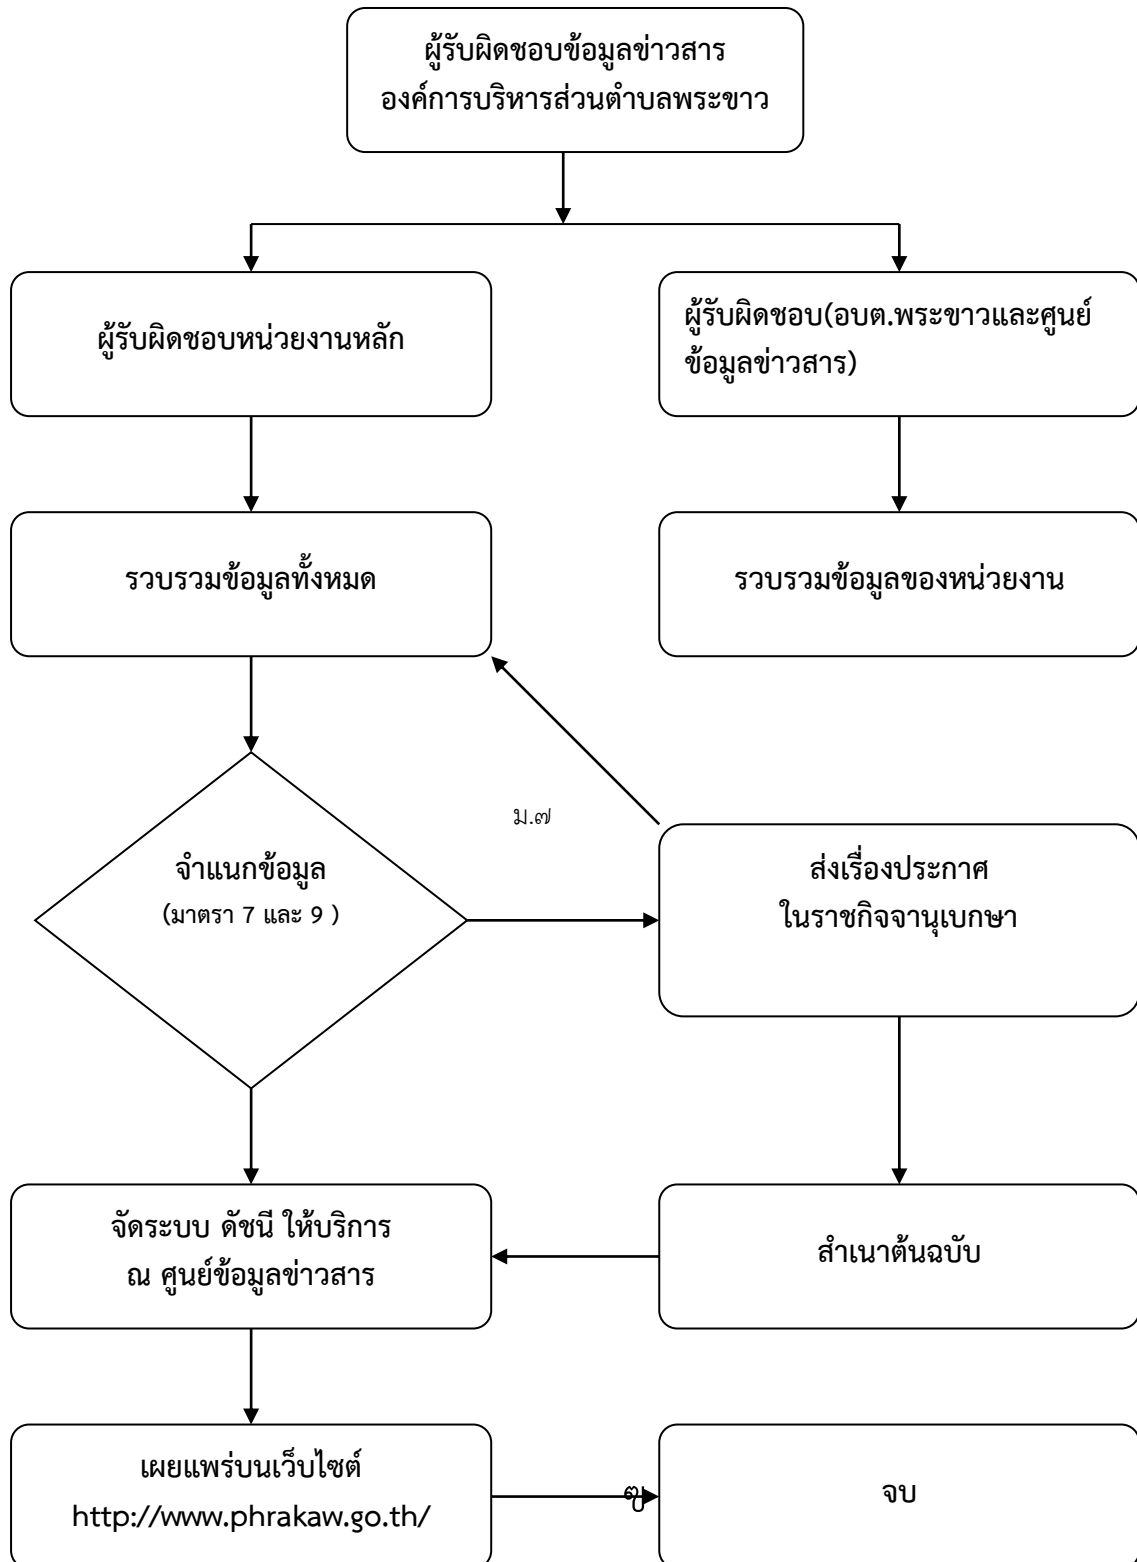 ผู้รับผิดชอบข้อมูลข่าวสาร
องค์การบริหารส่วนตำบลพระขาว
ผู้รับผิดชอบหน่วยงานหลัก
ผู้รับผิดชอบ(อบต.พระขาวและศูนย์
ข้อมูลข่าวสาร)
รวบรวมข้อมูลทั้งหมด
รวบรวมข้อมูลของหน่วยงาน
ม.๗
จำแนกข้อมูล
(มาตรา 7 และ 9 )
ส่งเรื่องประกาศ
ในราชกิจจานุเบกษา
จัดระบบ ดัชนี ให้บริการ
ณ ศูนย์ข้อมูลข่าวสาร
สำเนาต้นฉบับ
เผยแพร่บนเว็บไซต์
http://www.phrakaw.go.th/
จบ